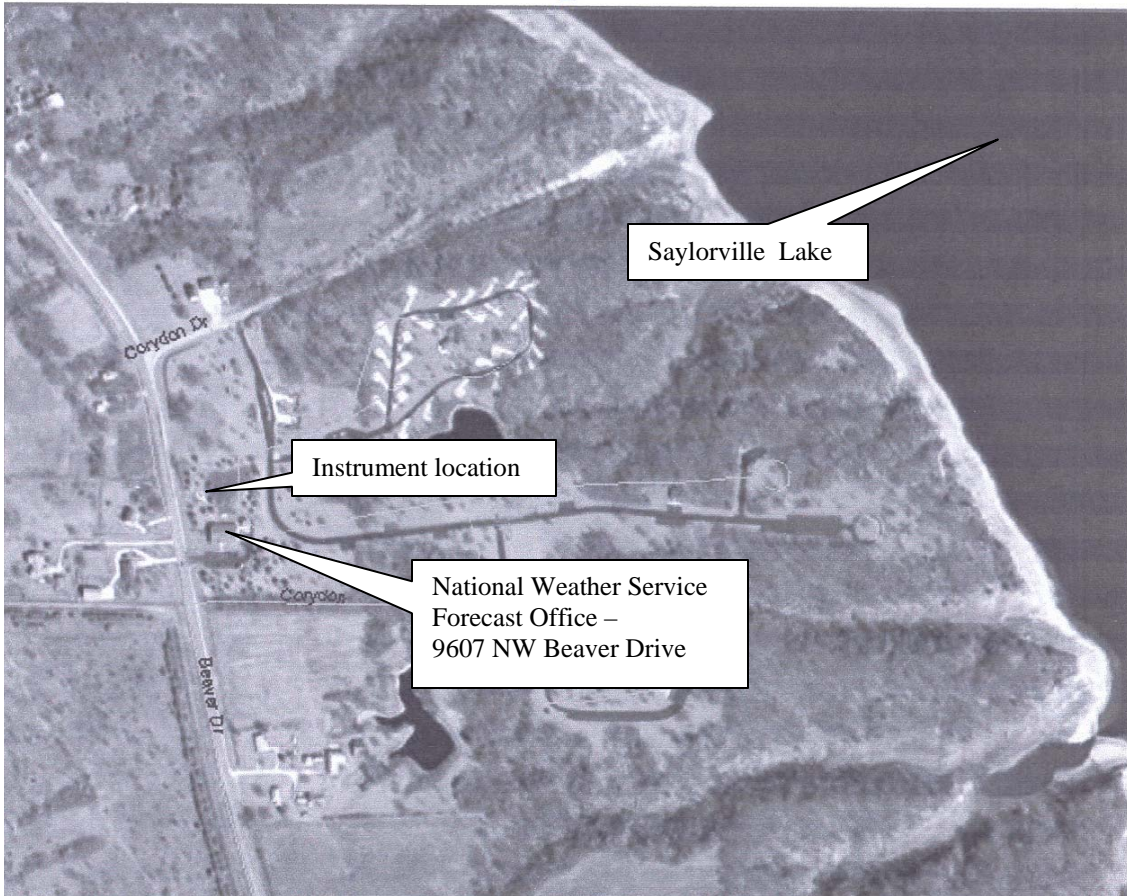 Saylorville Lake
Corydon Dr
Instrument location
National Weather Service
Forecast Office –
9607 NW Beaver Drive
Corydon
Beaver Dr